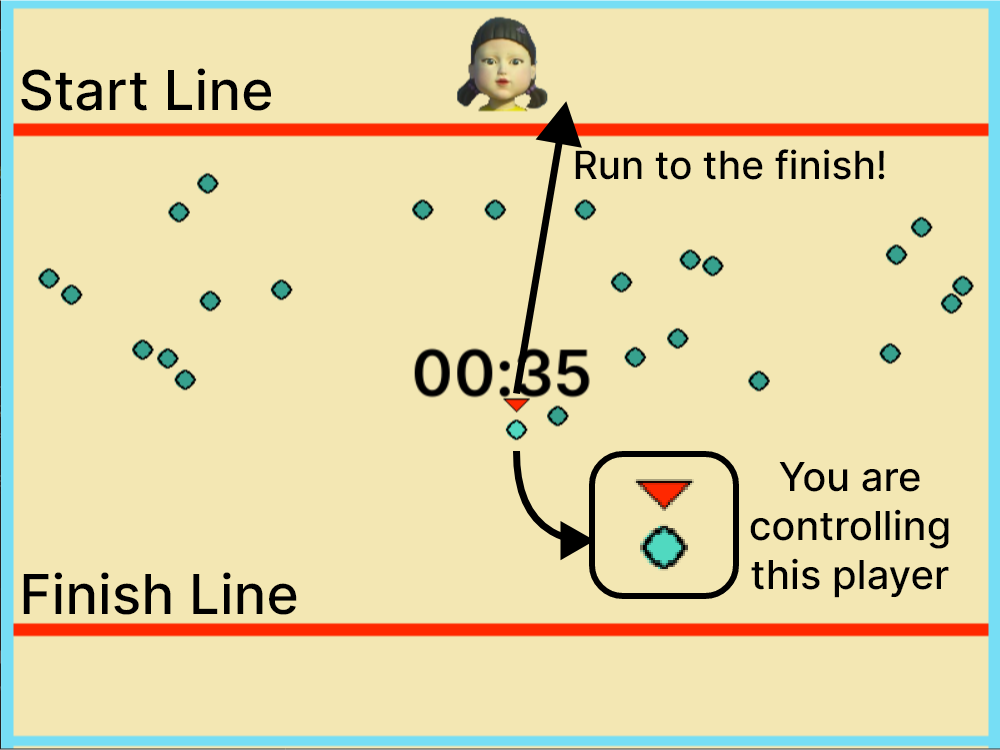 Start Line
Run to the finish!
00:35
You are
controlling
this player
Finish Line